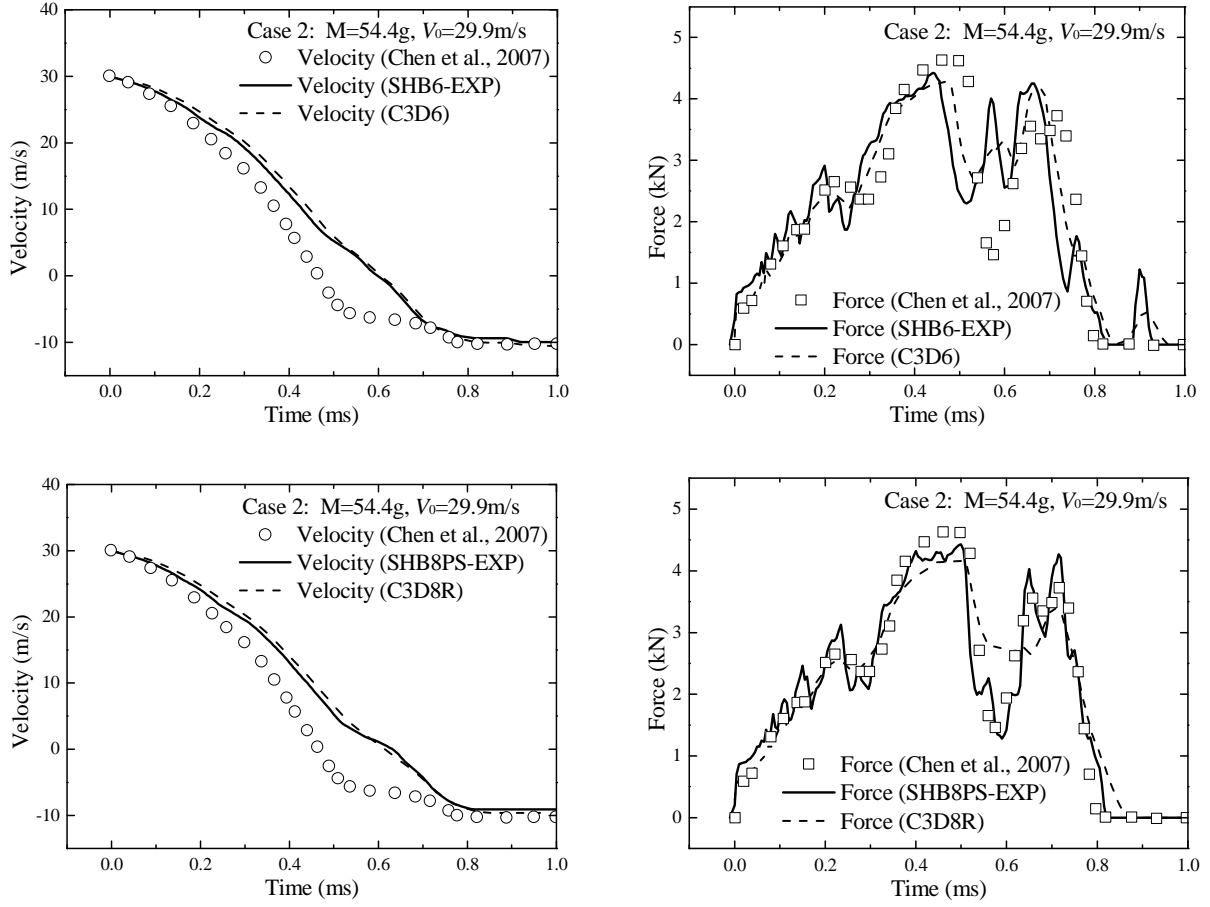 Case 2: M=54.4g, V0=29.9m/s
Velocity (Chen et al., 2007)
Velocity (SHB6-EXP)
Velocity (C3D6)
40
30
20
10
0
-10
Velocity (m/s)
0.0 0.2 0.4 0.6 0.8 1.0
Time (ms)
Case 2: M=54.4g, V0=29.9m/s
5
4
3
2
1
0
Force (kN)
Force (Chen et al., 2007)
Force (SHB6-EXP)
Force (C3D6)
0.0 0.2 0.4 0.6 0.8 1.0
Time (ms)
Case 2: M=54.4g, V0=29.9m/s
Velocity (Chen et al., 2007)
Velocity (SHB8PS-EXP)
Velocity (C3D8R)
40
30
20
10
0
-10
Velocity (m/s)
0.0 0.2 0.4 0.6 0.8 1.0
Time (ms)
Case 2: M=54.4g, V0=29.9m/s
5
4
3
2
1
0
Force (kN)
Force (Chen et al., 2007)
Force (SHB8PS-EXP)
Force (C3D8R)
0.0 0.2 0.4 0.6 0.8 1.0
Time (ms)